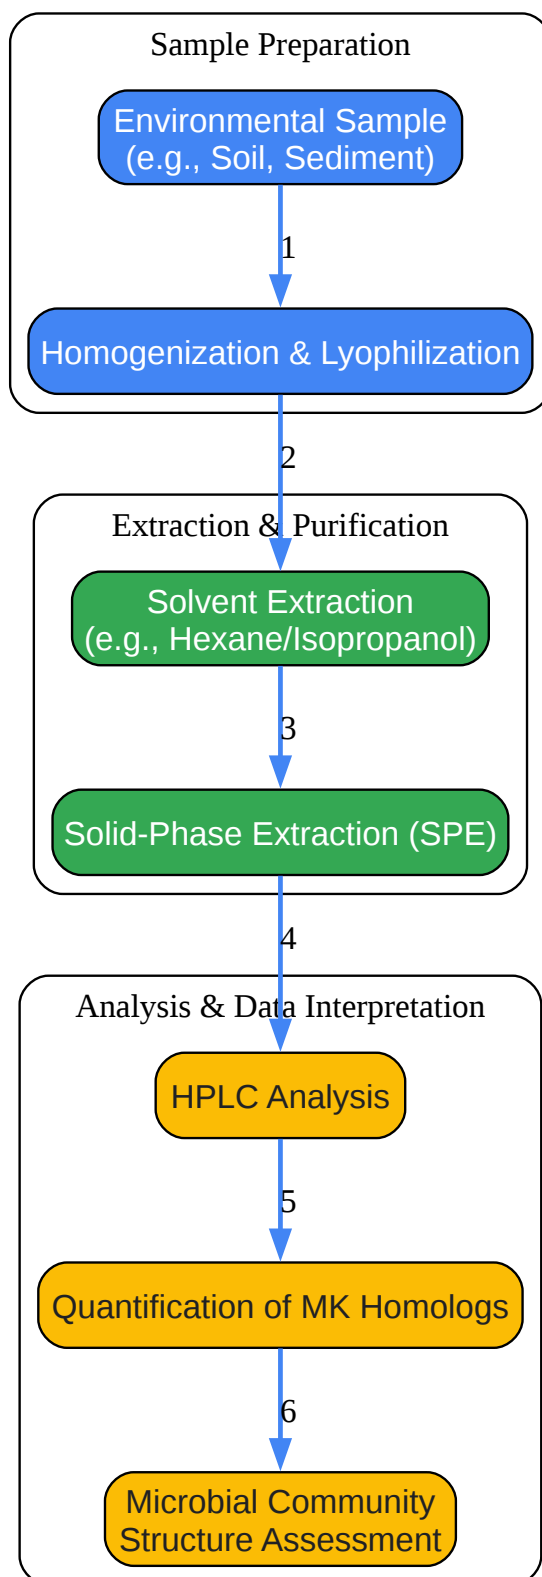 Sample Preparation
Environmental Sample
(e.g., Soil, Sediment)
1
Homogenization & Lyophilization
2
Extraction & Purification
Solvent Extraction
(e.g., Hexane/Isopropanol)
3
Solid-Phase Extraction (SPE)
4
Analysis & Data Interpretation
HPLC Analysis
5
Quantification of MK Homologs
6
Microbial Community
Structure Assessment